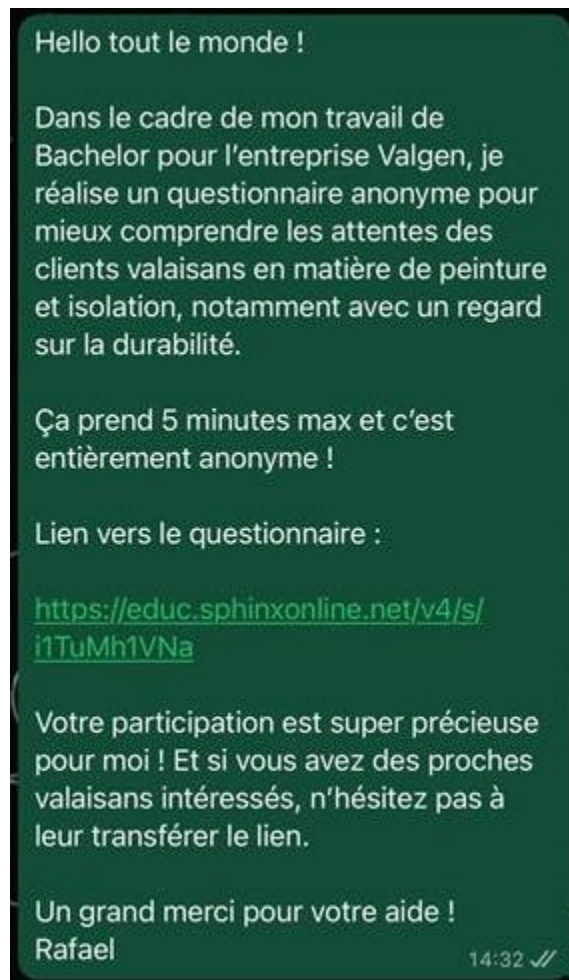 Hello tout le monde !
Dans le cadre de mon travail de
Bachelor pour l’entreprise Valgen, je
réalise un questionnaire anonyme pour
mieux comprendre les attentes des
clients valaisans en matière de peinture
et isolation, notamment avec un regard
sur la durabilité.
Ça prend 5 minutes max et c’est
entièrement anonyme !
Lien vers le questionnaire :
https://educ.sphinxonline.net/v4/s/
i1TuMh1VNa
Votre participation est super précieuse
pour moi ! Et si vous avez des proches
valaisans intéressés, n’hésitez pas à
leur transférer le lien.
Un grand merci pour votre aide !
Rafael
14:32